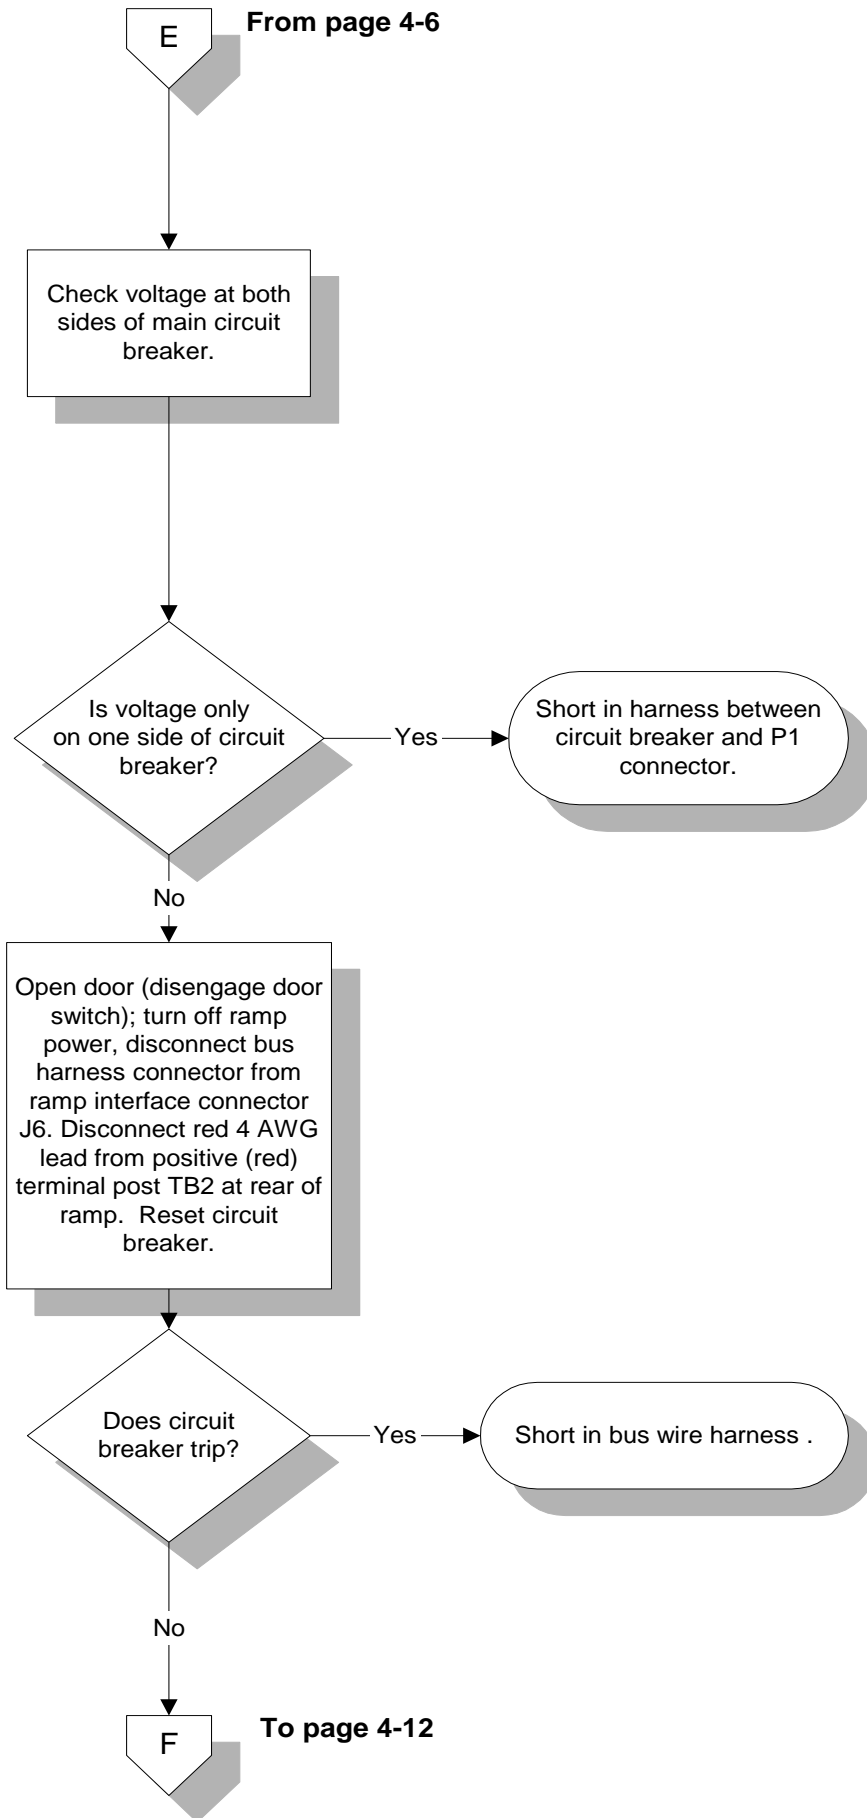 E
From page 4-6
Check voltage at both
sides of main circuit
breaker.
Is voltage only
on one side of circuit
breaker?
Yes
Short in harness between
circuit breaker and P1
connector.
No
Open door (disengage door
switch); turn off ramp
power, disconnect bus
harness connector from
ramp interface connector
J6. Disconnect red 4 AWG
lead from positive (red)
terminal post TB2 at rear of
ramp.  Reset circuit
breaker.
Does circuit
breaker trip?
Yes
Short in bus wire harness .
No
F
To page 4-12